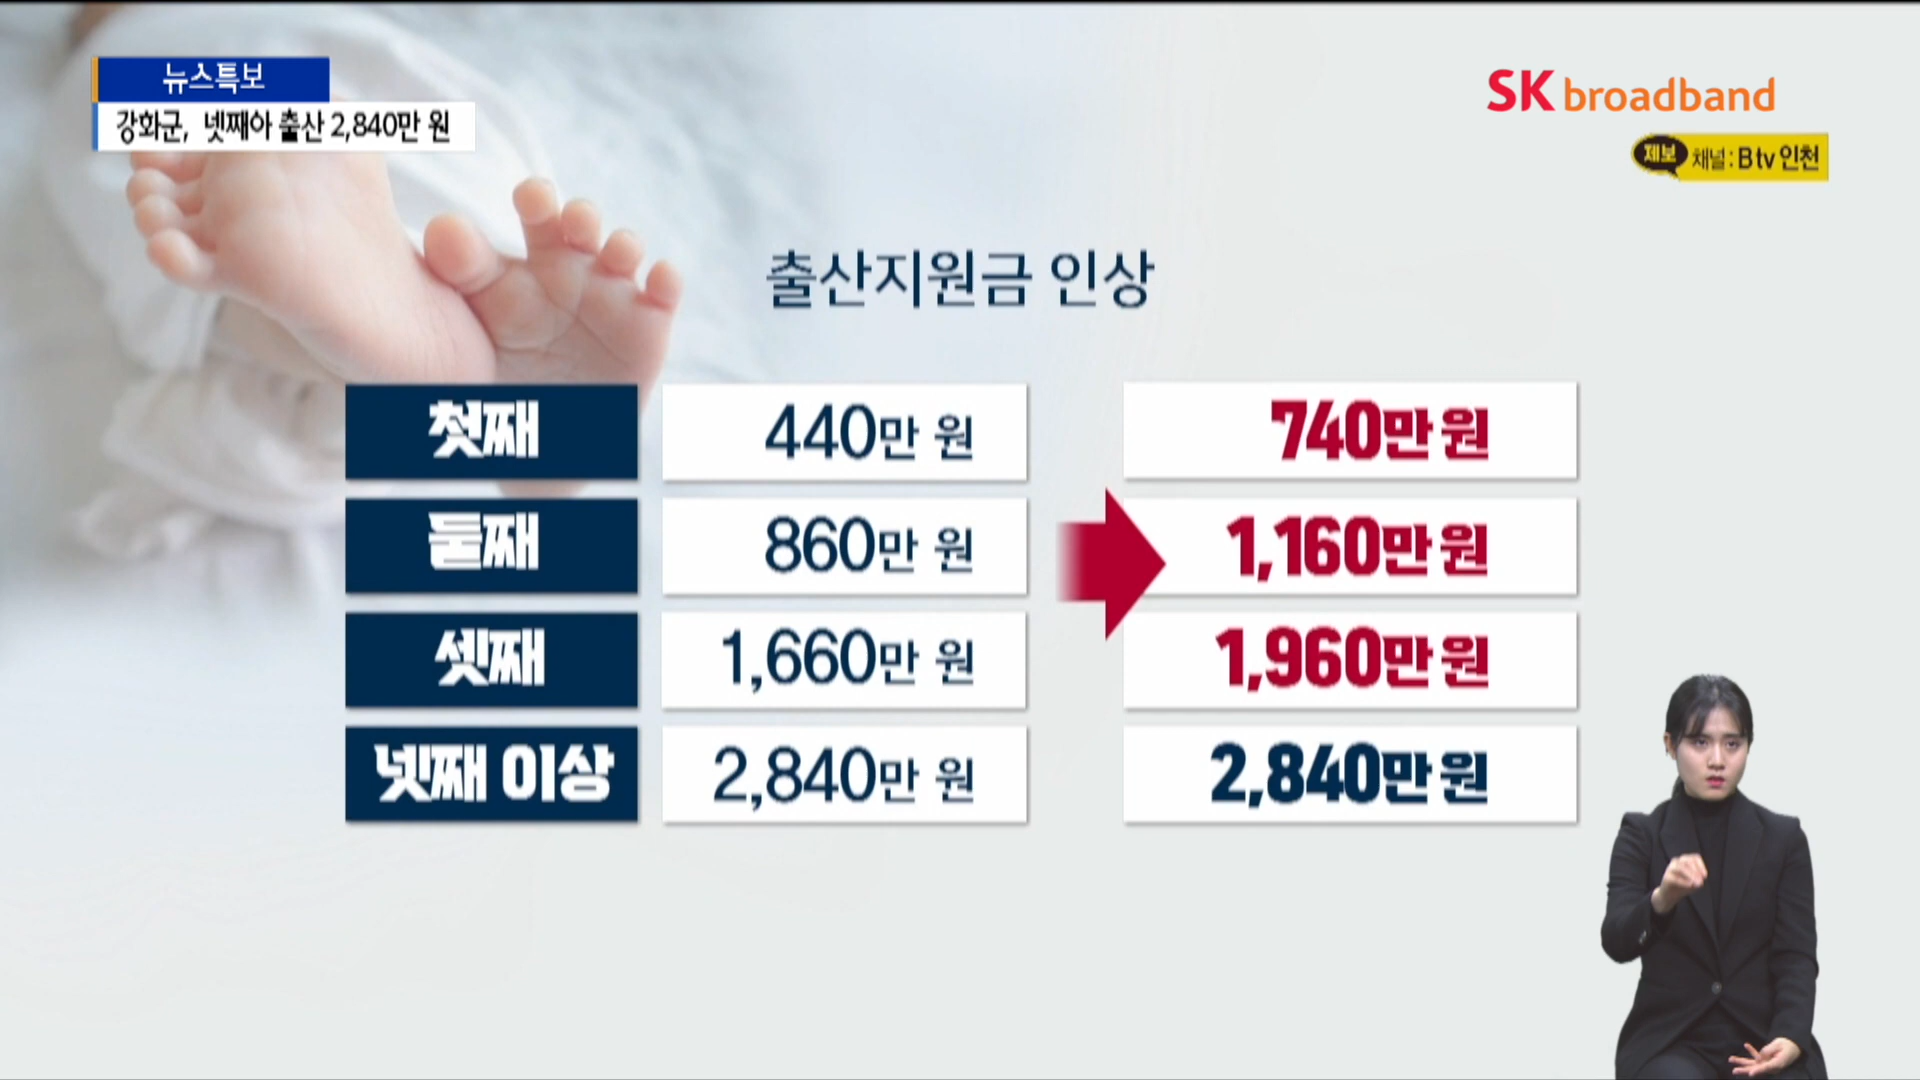 뉴스특보
강화군, 넷째아 출산 2,840만 원
SK broadband
제보 채널 : B tv 인천
출산지원금 인상
첫째 440만 원 740만 원
둘째 860만 원 1,160만 원
셋째 1,660만 원 1,960만 원
넷째 이상 2,840만 원 2,840만 원